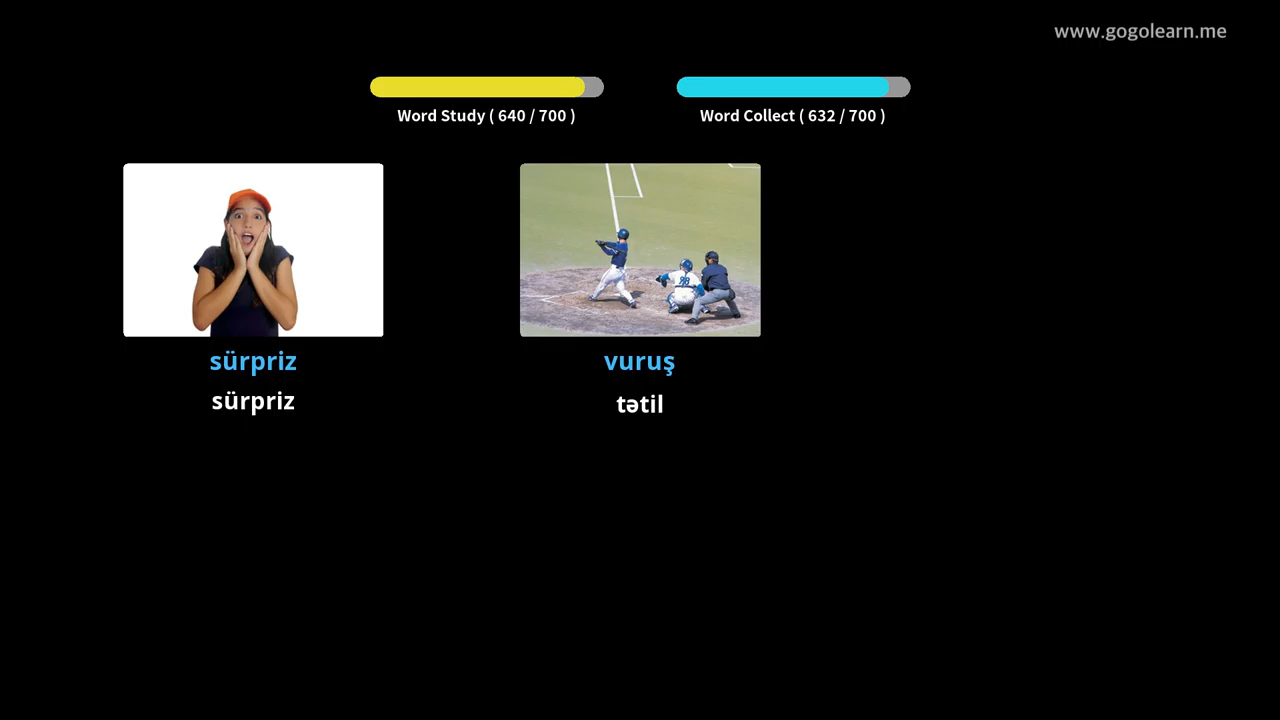 www.gogolearn.me
Word Study ( 640 / 700 )
Word Collect ( 632 / 700 )
sürpriz
sürpriz
vuruş
tətil